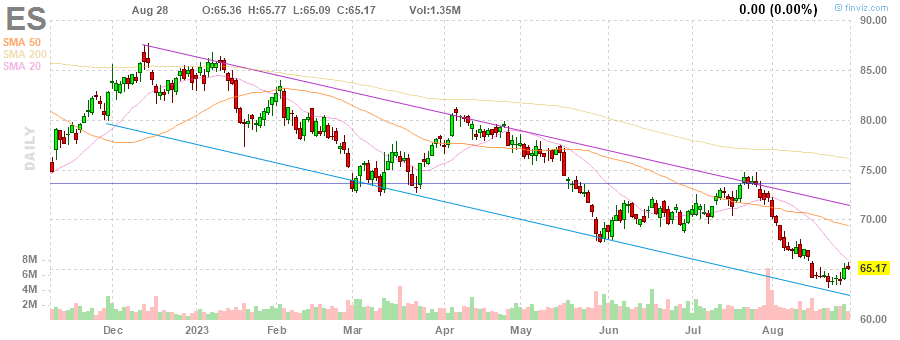 ES Aug 28 O:65.36 H:65.77 L:65.09 C:65.17 Vol:1.35M 0.00 (0.00%)
© finviz.com
SMA 50
SMA 200
SMA 20
DAILY
90.00
85.00
80.00
75.00
70.00
65.17
60.00
8M
6M
4M
2M
Dec 2023 Feb Mar Apr May Jun Jul Aug